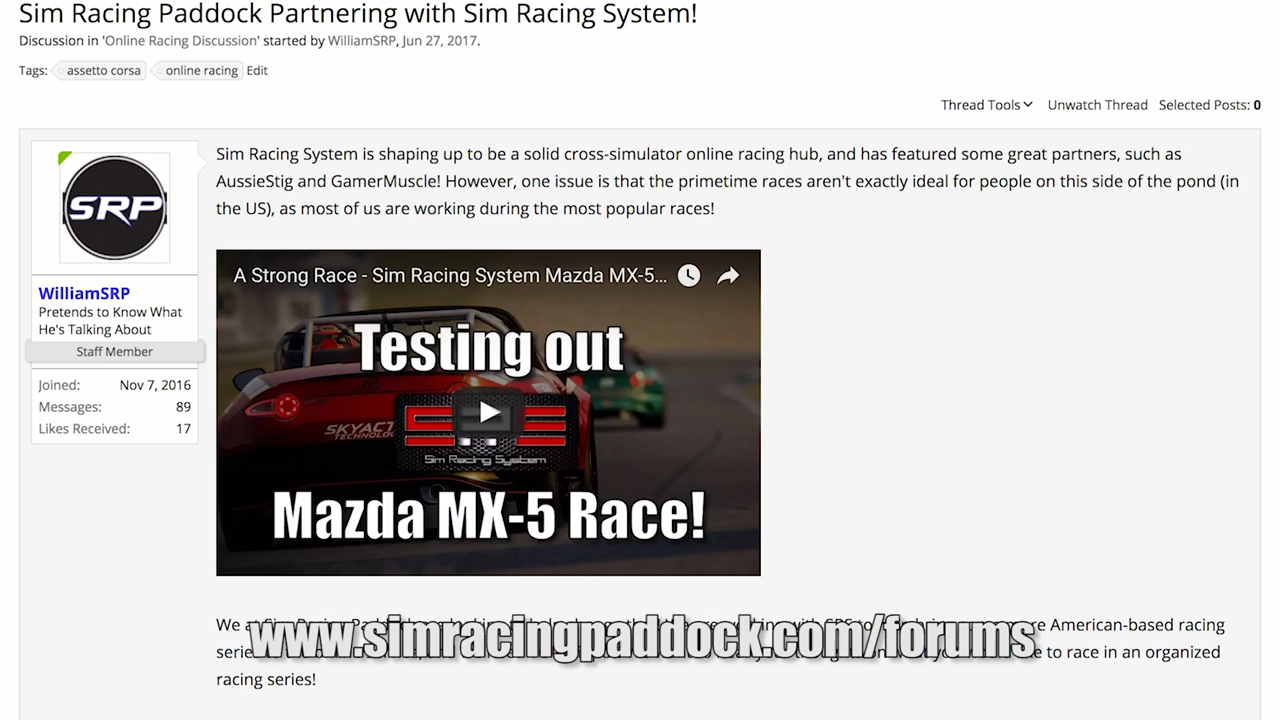 Sim Racing Paddock Partnering with Sim Racing System!
Discussion in 'Online Racing Discussion' started by WilliamSRP, Jun 27, 2017.
Tags: assetto corsa online racing Edit
Thread Tools Unwatch Thread Selected Posts: 0
SRP
WilliamSRP
Pretends to Know What
He's Talking About
Staff Member
Joined: Nov 7, 2016
Messages: 89
Likes Received: 17
Sim Racing System is shaping up to be a solid cross-simulator online racing hub, and has featured some great partners, such as
AussieStig and GamerMuscle! However, one issue is that the primetime races aren't exactly ideal for people on this side of the pond (in
the US), as most of us are working during the most popular races!
A Strong Race - Sim Racing System Mazda MX-5...
Testing out
SKYACT
TECHNOLO
Sim Racing System
Mazda MX-5 Race!
We American-based racing
www.simracingpaddock.com/forums
to race in an organized
racing series!